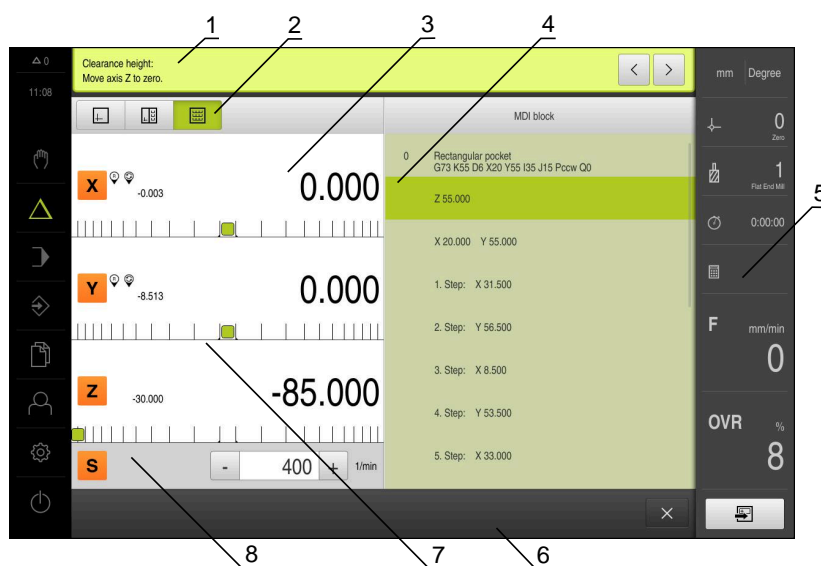 1
2
3
4
5
6
7
8
0
11:08
Clearance height:
Move axis Z to zero.
< >
mm Degree
MDI block
0 Rectangular pocket
G73 K55 D6 X20 Y55 I35 J15 Pccw Q0
Z 55.000
X 20.000 Y 55.000
1. Step: X 31.500
2. Step: Y 56.500
3. Step: X 8.500
4. Step: Y 53.500
5. Step: X 33.000
X R -0.003 0.000
Y R -8.513 0.000
Z -30.000 -85.000
S - 400 + 1/min
0
Zero
1
Flat End Mill
0:00:00
F mm/min
0
OVR %
8